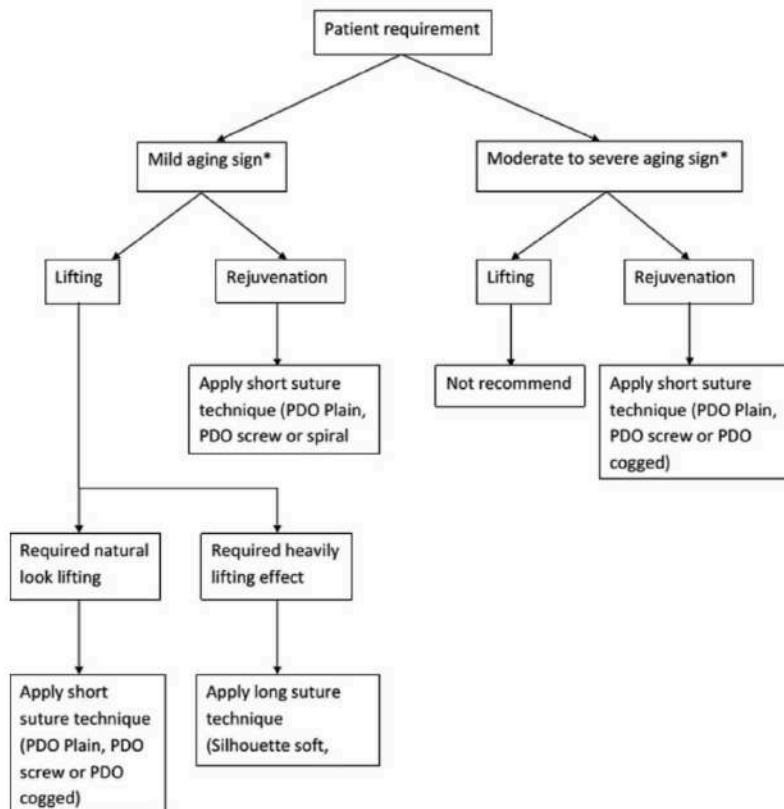 Patient requirement
Mild aging sign*
Moderate to severe aging sign*
Lifting
Rejuvenation
Lifting
Rejuvenation
Apply short suture
technique (PDO Plain,
PDO screw or spiral
Not recommend
Apply short suture
technique (PDO Plain,
PDO screw or PDO
cogged)
Required natural
look lifting
Required heavily
lifting effect
Apply short
suture technique
(PDO Plain, PDO
screw or PDO
cogged)
Apply long suture
technique
(Silhouette soft,